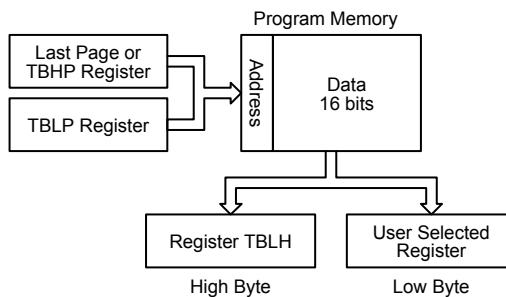 Program Memory
Last Page or
TBHP Register
TBLP Register
Address
Data
16 bits
Register TBLH
User Selected
Register
High Byte
Low Byte